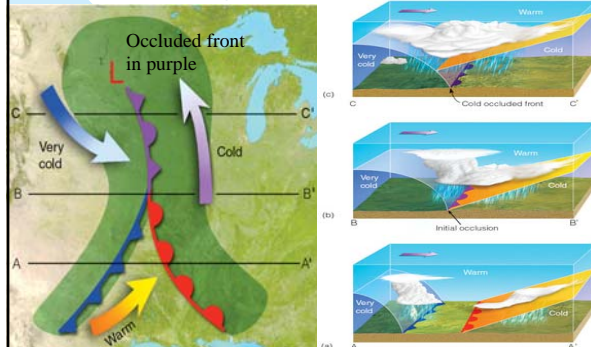 Occluded front
in purple
L
C
C'
Very
cold
Cold
B
B'
A
A'
Warm
Warm
Very
cold
Cold
(c)
C
Cold occluded front
C'
Warm
Very
cold
Cold
(b)
B
Initial occlusion
B'
Warm
Very
cold
Cold
(a)
A
A'